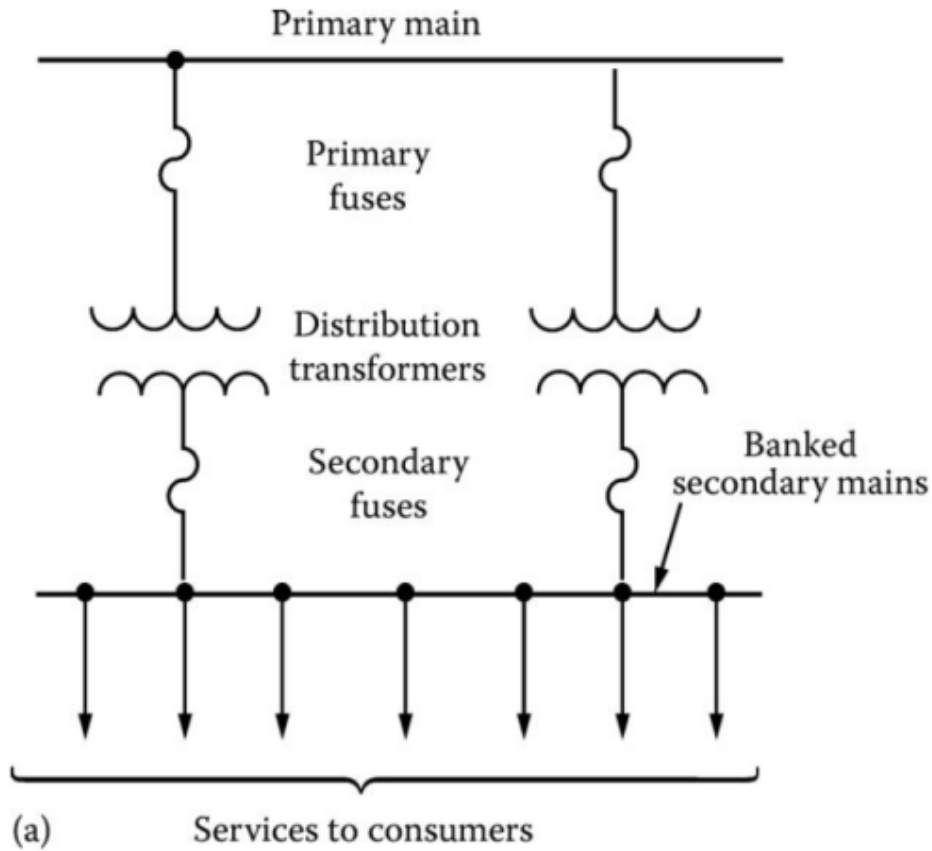 Primary main
Primary
fuses
Distribution
transformers
Secondary
fuses
Banked
secondary mains
(a)
Services to consumers